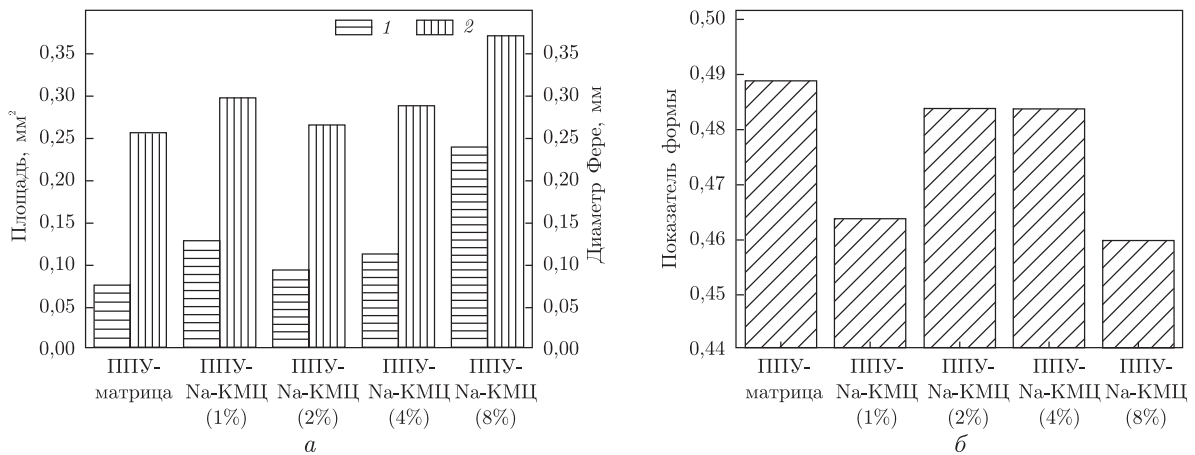 1 2
Площадь, мм²
0,35
0,30
0,25
0,20
0,15
0,10
0,05
0,00
0,35
0,30
0,25
0,20
0,15
0,10
0,05
0,00
Диаметр Фере, мм
ППУ- ППУ- ППУ- ППУ- ППУ-
матрица Na-КМЦ Na-КМЦ Na-КМЦ Na-КМЦ
(1%) (2%) (4%) (8%)
а
Показатель формы
0,50
0,49
0,48
0,47
0,46
0,45
0,44
ППУ- ППУ- ППУ- ППУ- ППУ-
матрица Na-КМЦ Na-КМЦ Na-КМЦ Na-КМЦ
(1%) (2%) (4%) (8%)
б